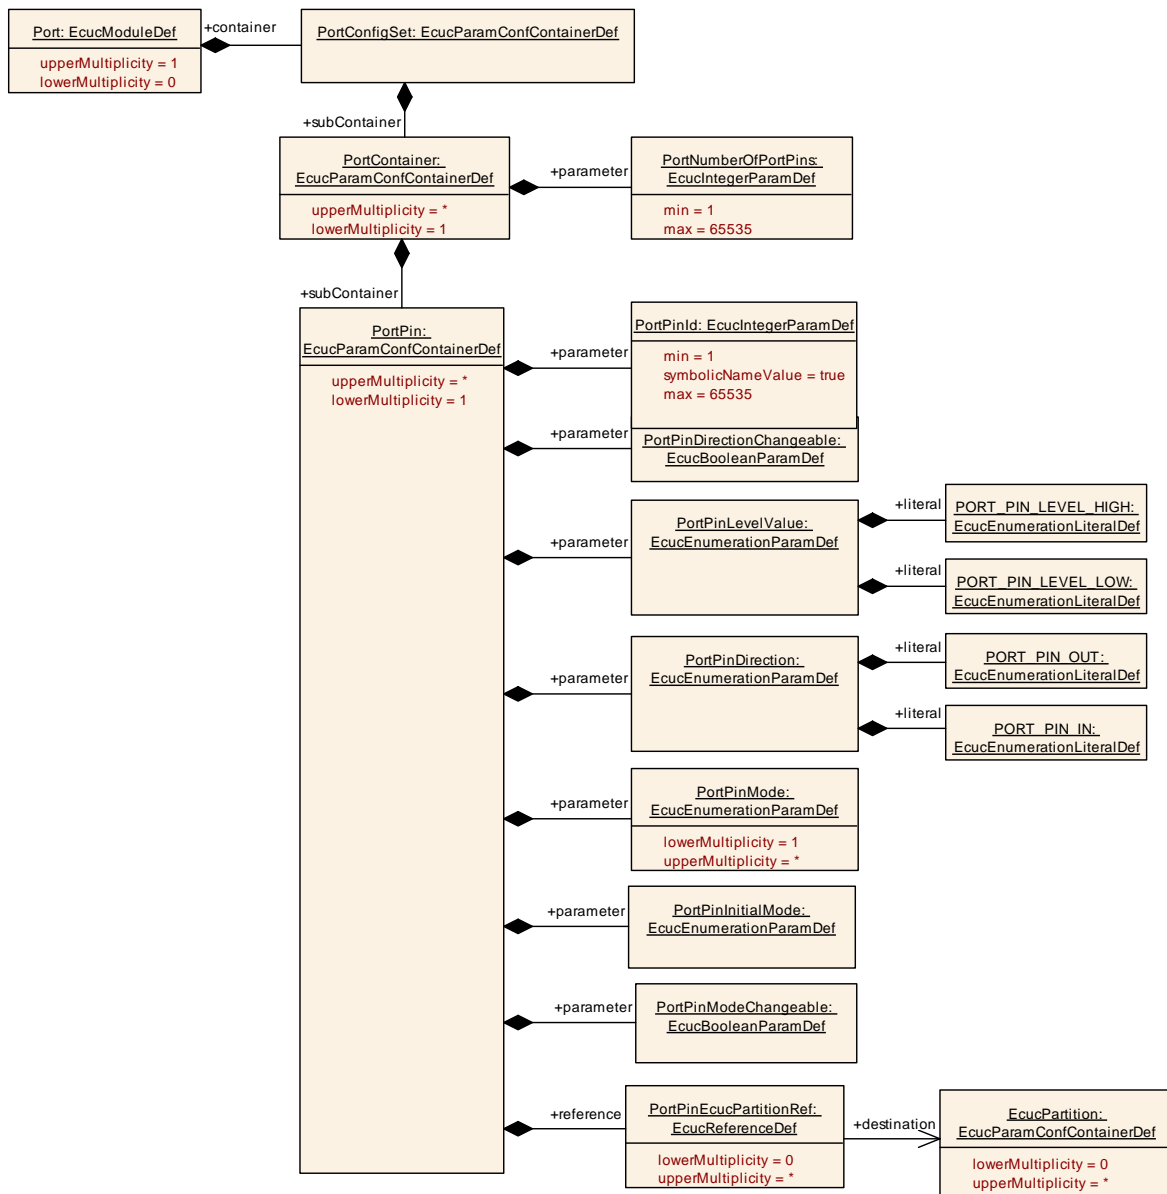 Port: EcucModuleDef
upperMultiplicity = 1
lowerMultiplicity = 0
+container
PortConfigSet: EcucParamConfContainerDef
+subContainer
PortContainer:
EcucParamConfContainerDef
upperMultiplicity = *
lowerMultiplicity = 1
+parameter
PortNumberOfPortPins:
EcucIntegerParamDef
min = 1
max = 65535
+subContainer
PortPin:
EcucParamConfContainerDef
upperMultiplicity = *
lowerMultiplicity = 1
+parameter
PortPinId: EcucIntegerParamDef
min = 1
symbolicNameValue = true
max = 65535
+parameter
PortPinDirectionChangeable:
EcucBooleanParamDef
+parameter
PortPinLevelValue:
EcucEnumerationParamDef
+literal
PORT_PIN_LEVEL_HIGH:
EcucEnumerationLiteralDef
+literal
PORT_PIN_LEVEL_LOW:
EcucEnumerationLiteralDef
+parameter
PortPinDirection:
EcucEnumerationParamDef
+literal
PORT_PIN_OUT:
EcucEnumerationLiteralDef
+literal
PORT_PIN_IN:
EcucEnumerationLiteralDef
+parameter
PortPinMode:
EcucEnumerationParamDef
lowerMultiplicity = 1
upperMultiplicity = *
+parameter
PortPinInitialMode:
EcucEnumerationParamDef
+parameter
PortPinModeChangeable:
EcucBooleanParamDef
+reference
PortPinEcucPartitionRef:
EcucReferenceDef
lowerMultiplicity = 0
upperMultiplicity = *
+destination
EcucPartition:
EcucParamConfContainerDef
lowerMultiplicity = 0
upperMultiplicity = *